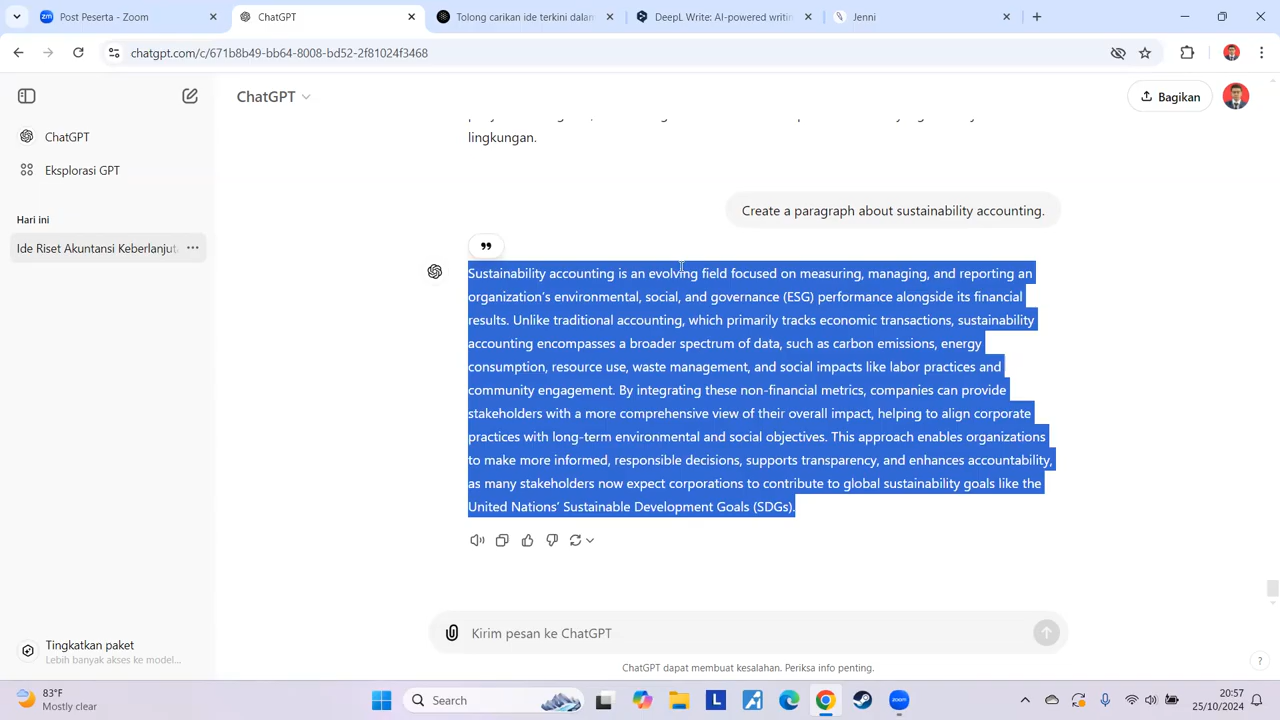 Post Peserta - Zoom
ChatGPT
Tolong carikan ide terkini dalam
DeepL Write: AI-powered writin
Jenni
chatgpt.com/c/671b8b49-bb64-8008-bd52-2f81024f3468
ChatGPT
Bagikan
ChatGPT
Eksplorasi GPT
Hari ini
Ide Riset Akuntansi Keberlanjut
lingkungan.
Create a paragraph about sustainability accounting.
Sustainability accounting is an evolving field focused on measuring, managing, and reporting an
organization's environmental, social, and governance (ESG) performance alongside its financial
results. Unlike traditional accounting, which primarily tracks economic transactions, sustainability
accounting encompasses a broader spectrum of data, such as carbon emissions, energy
consumption, resource use, waste management, and social impacts like labor practices and
community engagement. By integrating these non-financial metrics, companies can provide
stakeholders with a more comprehensive view of their overall impact, helping to align corporate
practices with long-term environmental and social objectives. This approach enables organizations
to make more informed, responsible decisions, supports transparency, and enhances accountability,
as many stakeholders now expect corporations to contribute to global sustainability goals like the
United Nations' Sustainable Development Goals (SDGs).
Kirim pesan ke ChatGPT
ChatGPT dapat membuat kesalahan. Periksa info penting.
?
Tingkatkan paket
Lebih banyak akses ke model...
83°F
Mostly clear
Search
L
zoom
20:57
25/10/2024